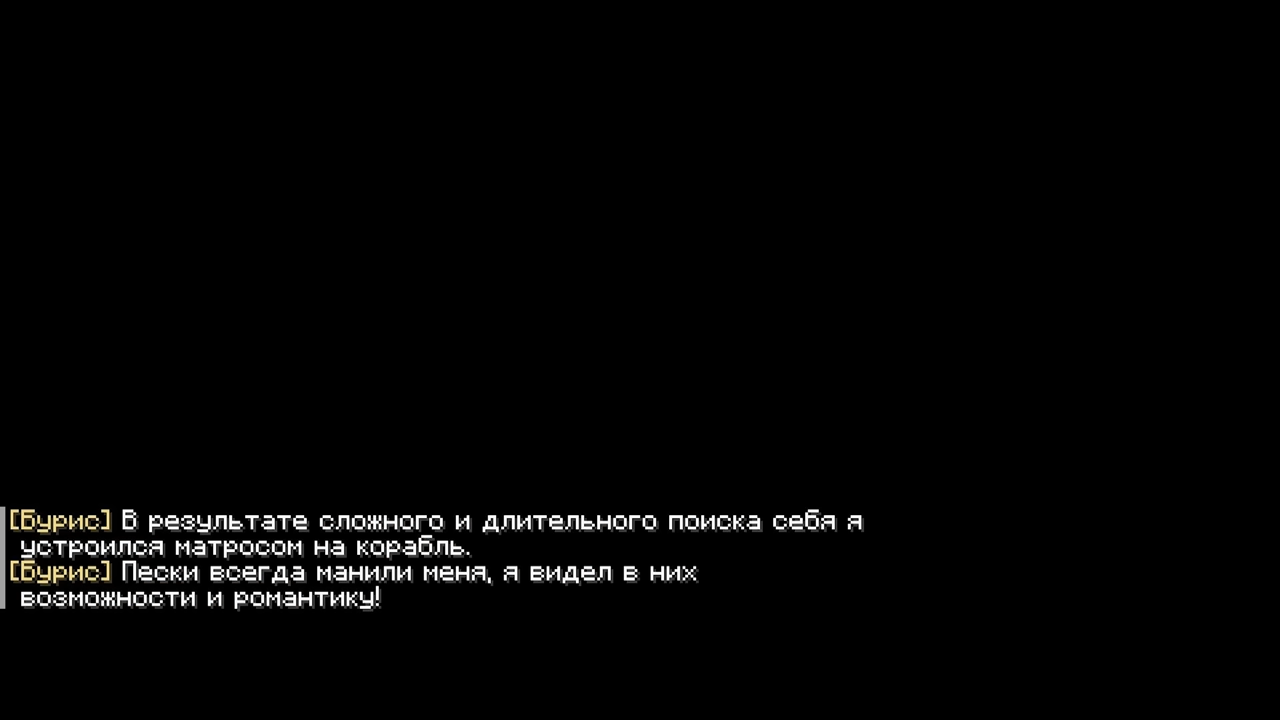 [Бурис] В результате сложного и длительного поиска себя я
устроился матросом на корабль.
[Бурис] Пески всегда манили меня, я видел в них
возможности и романтику!